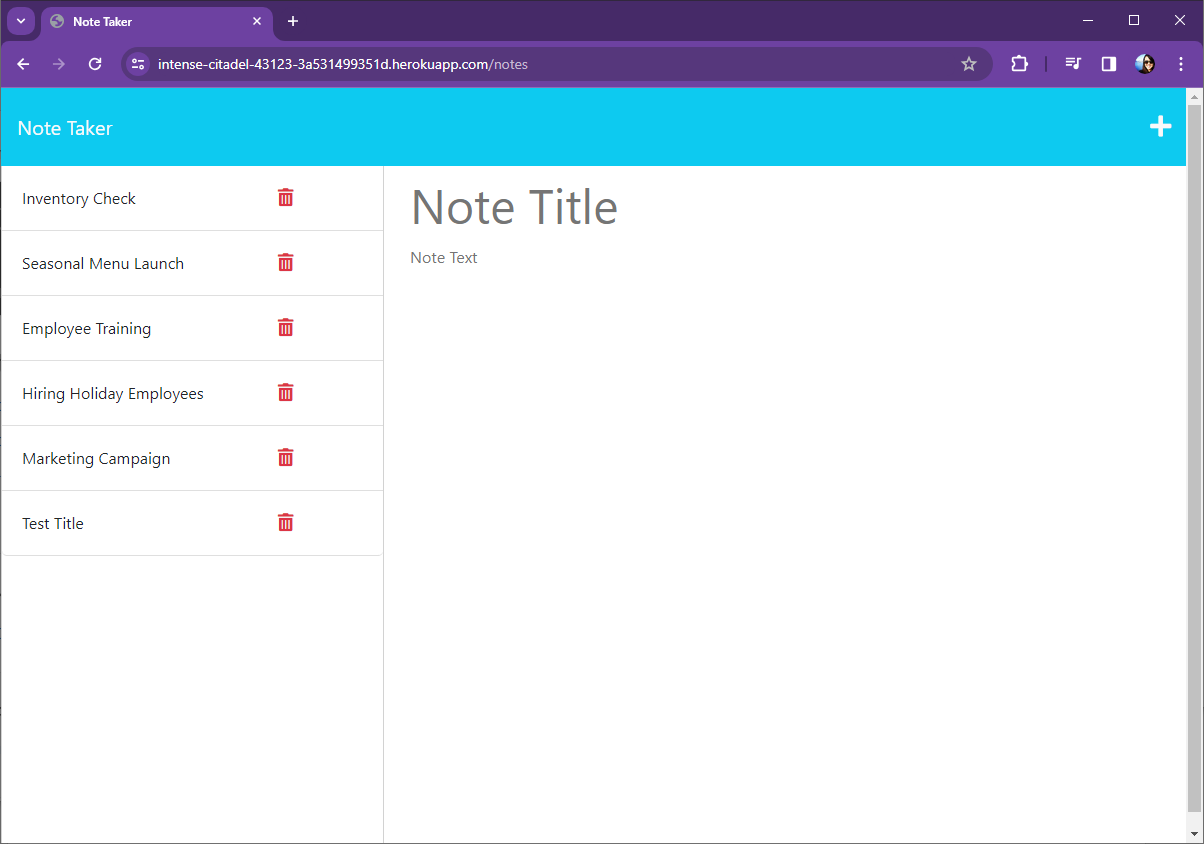 Note Taker
intense-citadel-43123-3a531499351d.herokuapp.com/notes
Note Taker
Inventory Check
Seasonal Menu Launch
Employee Training
Hiring Holiday Employees
Marketing Campaign
Test Title
Note Title
Note Text